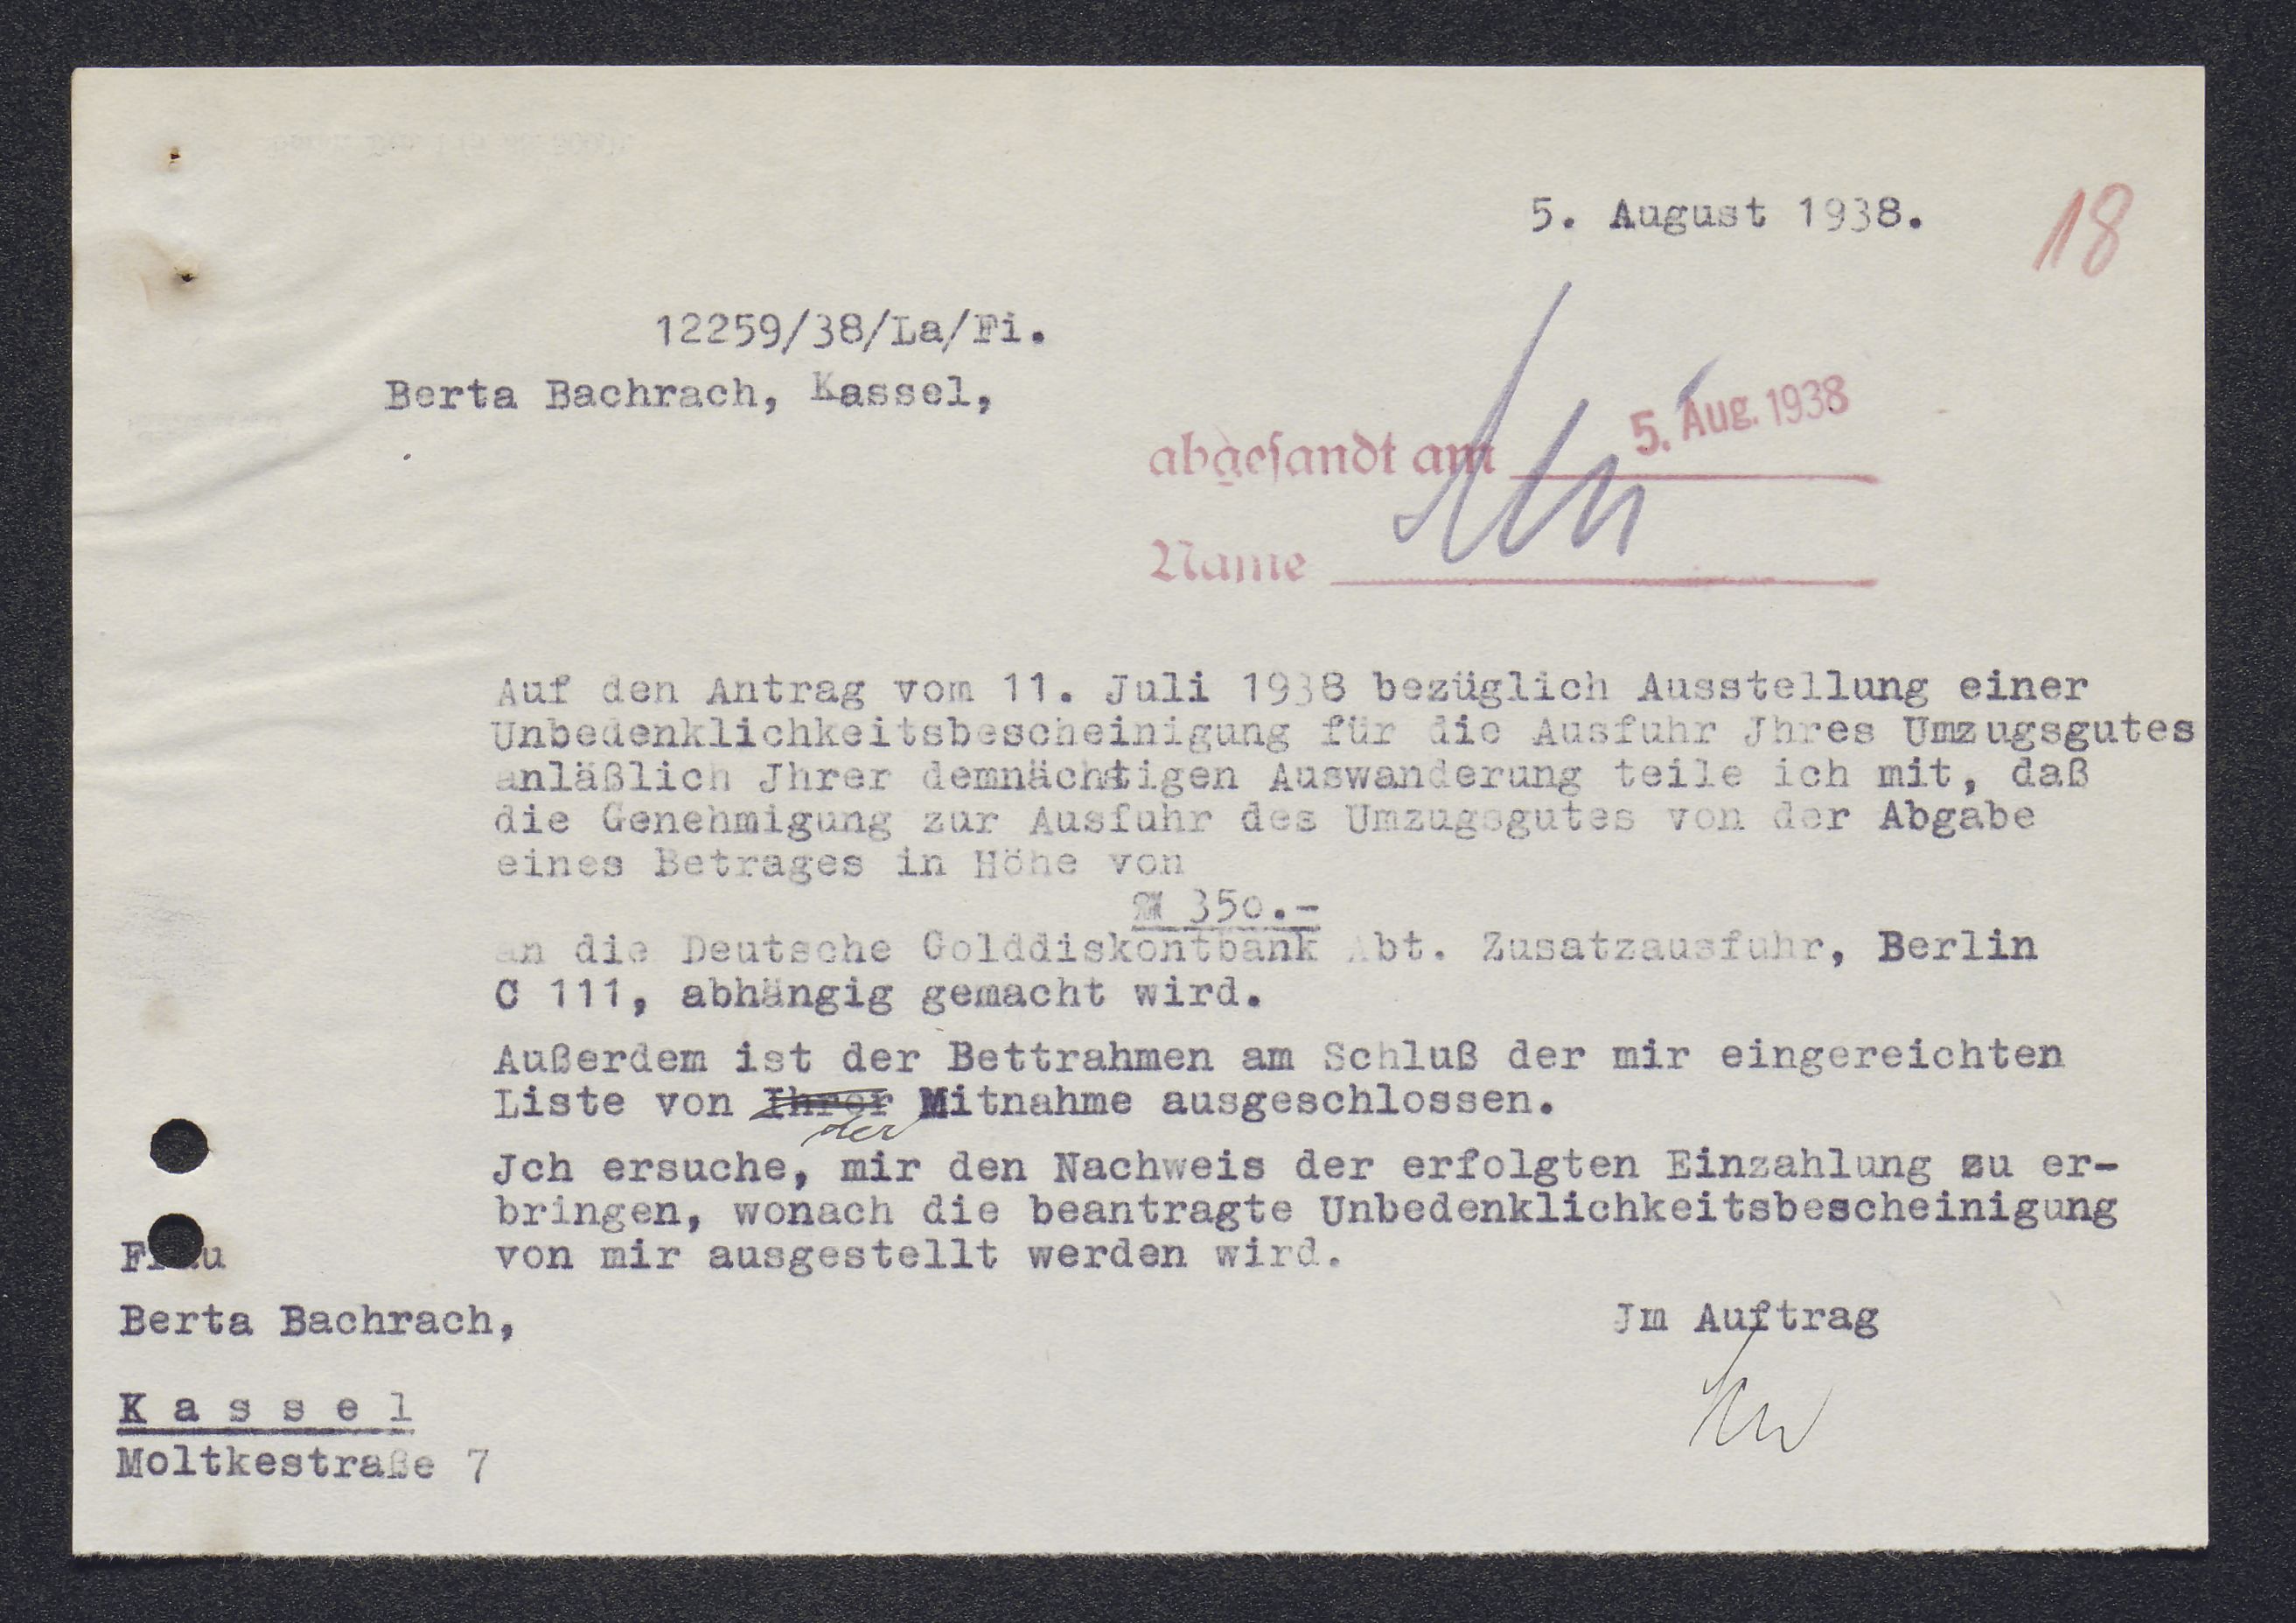 5. August 1938.
18
12259/38/La/Fi.
Berta Bachrach, Kassel,
abgesandt am 5. Aug. 1938
Name
Auf den Antrag vom 11. Juli 1938 bezüglich Ausstellung einer
Unbedenklichkeitsbescheinigung für die Ausfuhr Jhres Umzugsgutes
anläßlich Jhrer demnächstigen Auswanderung teile ich mit, daß
die Genehmigung zur Ausfuhr des Umzugsgutes von der Abgabe
eines Betrages in Höhe von
RM 350.-
an die Deutsche Golddiskontbank Abt. Zusatzausfuhr, Berlin
C 111, abhängig gemacht wird.
Außerdem ist der Bettrahmen am Schluß der mir eingereichten
Liste von Ihrer Mitnahme ausgeschlossen.
der
Jch ersuche, mir den Nachweis der erfolgten Einzahlung zu er-
bringen, wonach die beantragte Unbedenklichkeitsbescheinigung
von mir ausgestellt werden wird.
Frau
Berta Bachrach,
K a s s e l
Moltkestraße 7
Jm Auftrag